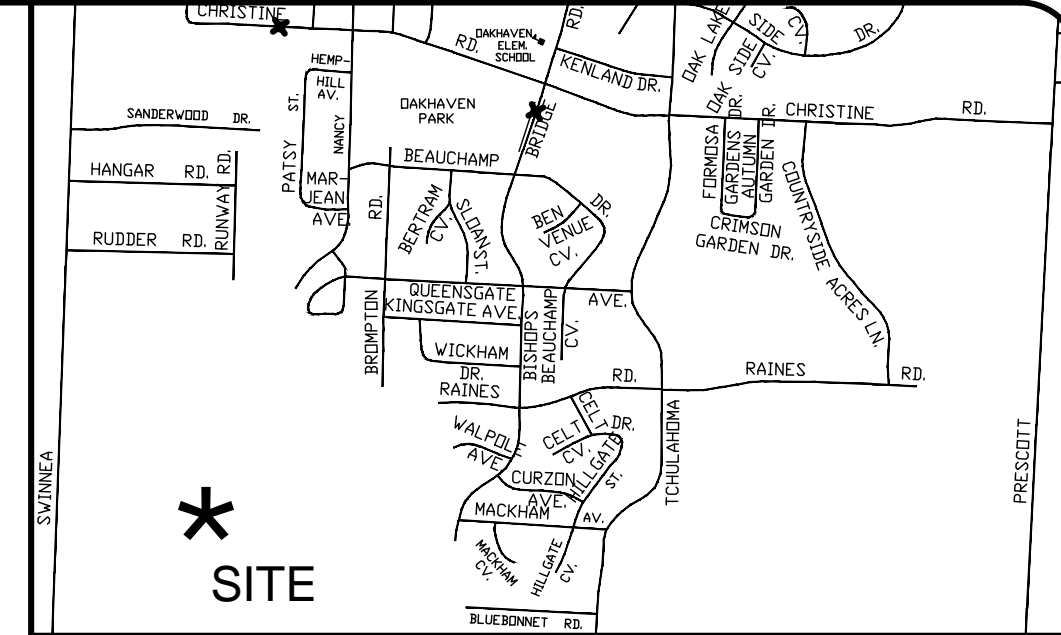 CHRISTINE
RD.
RD.
OAKHAVEN
ELEM.
SCHOOL
KENLAND DR.
OAK LAKE
SIDE
CV.
DR.
OAK SIDE
CV.
HEMP-
HILL
AV.
PATSY ST.
NANCY
OAKHAVEN
PARK
BRIDGE
SANDERWOOD DR.
CHRISTINE RD.
HANGAR RD.
RUNWAY RD.
RUDDER RD.
MAR-
JEAN
AVE.
RD.
BEAUCHAMP
DR.
BERTRAM
CV.
SLOAN ST.
BEN
VENUE
CV.
FORMOSA
GARDENS DR.
AUTUMN
GARDEN DR.
CRIMSON
GARDEN DR.
COUNTRYSIDE ACRES LN.
QUEENSGATE AVE.
KINGSGATE AVE.
BROMPTON
BISHOPS
BEAUCHAMP
CV.
WICKHAM
DR.
RAINES RD.
RAINES RD.
WALPOLE
AVE.
CELT DR.
CELT
CV.
HILLGATE
ST.
CURZON
AVE.
MACKHAM AV.
MACKHAM
CV.
HILLGATE
CV.
TCHULAHOMA
PRESCOTT
SWINNEA
*
SITE
BLUEBONNET RD.